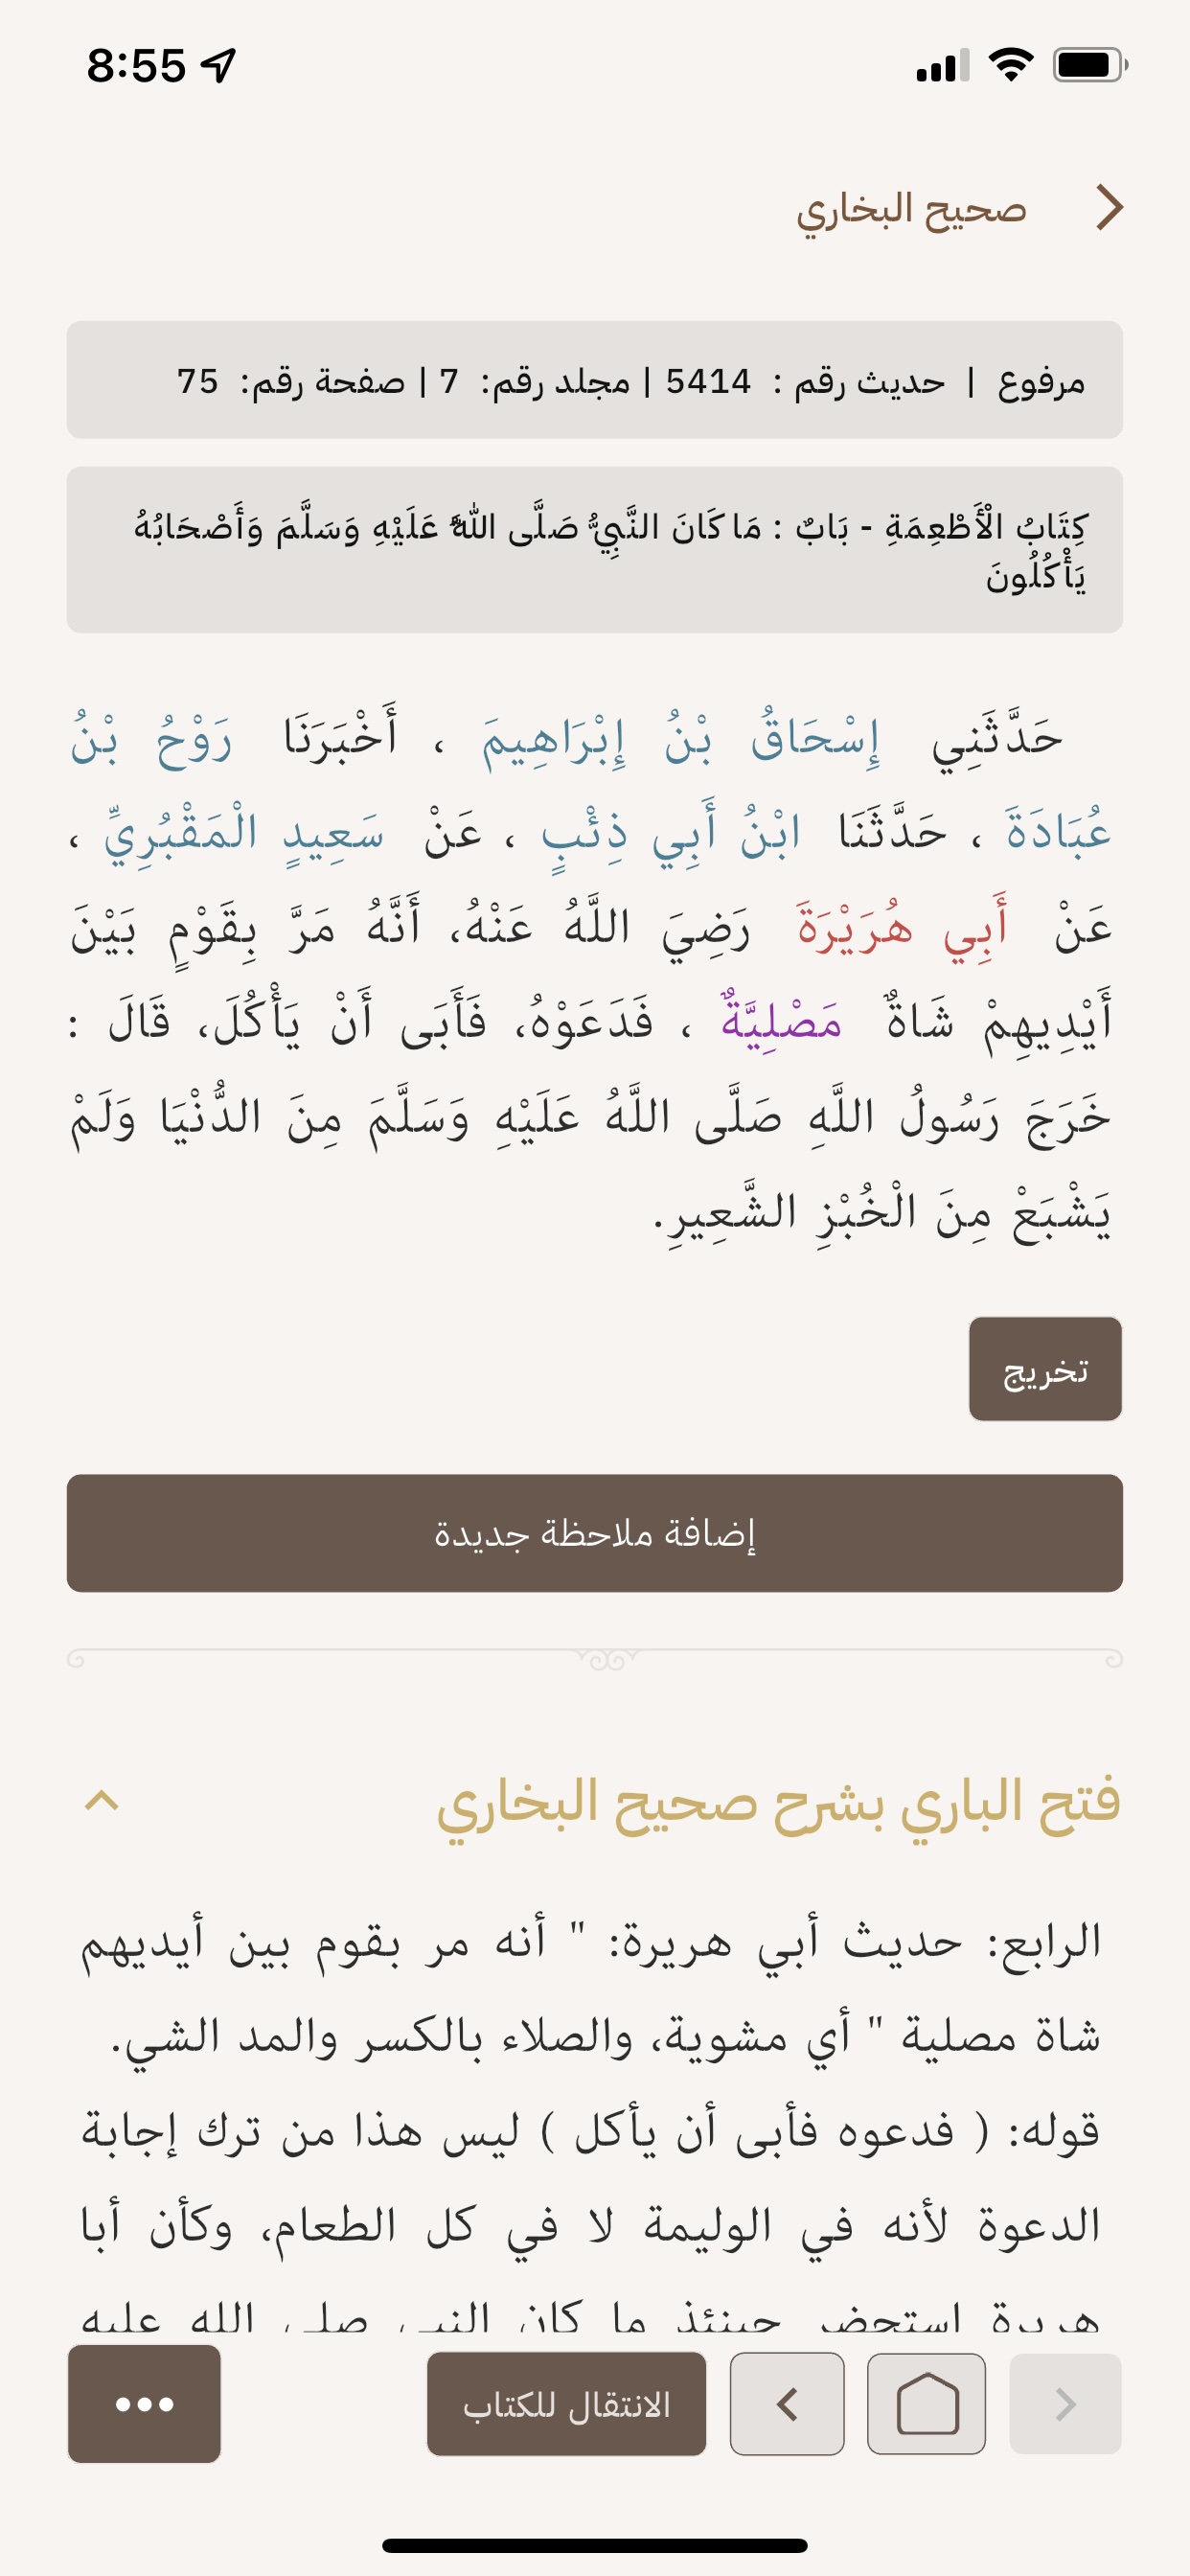 8:55
صحيح البخاري
مرفوع | حديث رقم : 5414 | مجلد رقم: 7 | صفحة رقم: 75
كِتَابُ الْأَطْعِمَةِ - بَابٌ : مَا كَانَ النَّبِيُّ صَلَّى اللَّهُ عَلَيْهِ وَسَلَّمَ وَأَصْحَابُهُ
يَأْكُلُونَ
حَدَّثَنِي إِسْحَاقُ بْنُ إِبْرَاهِيمَ ، أَخْبَرَنَا رَوْحُ بْنُ
عُبَادَةَ ، حَدَّثَنَا ابْنُ أَبِي ذِئْبٍ ، عَنْ سَعِيدٍ الْمَقْبُرِيِّ ،
عَنْ أَبِي هُرَيْرَةَ رَضِيَ اللَّهُ عَنْهُ، أَنَّهُ مَرَّ بِقَوْمٍ بَيْنَ
أَيْدِيهِمْ شَاةٌ مَصْلِيَّةٌ ، فَدَعَوْهُ، فَأَبَى أَنْ يَأْكُلَ، قَالَ :
خَرَجَ رَسُولُ اللَّهِ صَلَّى اللَّهُ عَلَيْهِ وَسَلَّمَ مِنَ الدُّنْيَا وَلَمْ
يَشْبَعْ مِنَ الْخُبْزِ الشَّعِيرِ.
تخريج
إضافة ملاحظة جديدة
فتح الباري بشرح صحيح البخاري
الرابع: حديث أبي هريرة: " أنه مر بقوم بين أيديهم
شاة مصلية " أي مشوية، والصلاء بالكسر والمد الشي.
قوله: ( فدعوه فأبى أن يأكل ) ليس هذا من ترك إجابة
الدعوة لأنه في الوليمة لا في كل الطعام، وكأن أبا
هريرة استحضر حينئذ ما كان النبي صلى الله عليه
الانتقال للكتاب